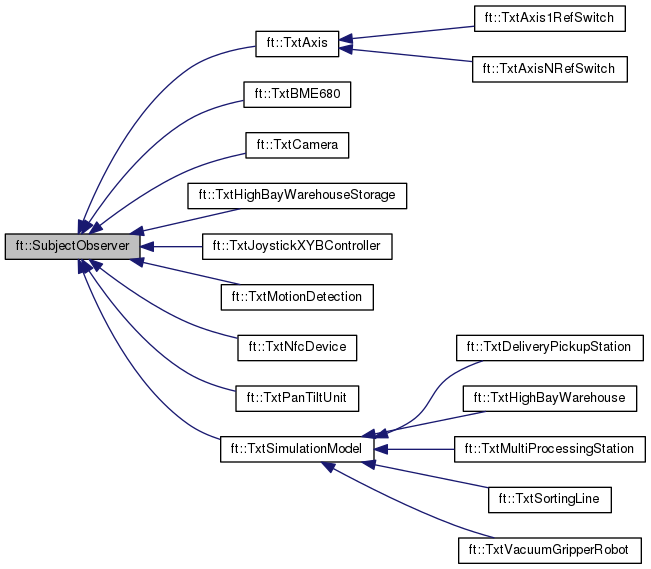 ft::TxtAxis1RefSwitch
ft::TxtAxis
ft::TxtAxisNRefSwitch
ft::TxtBME680
ft::TxtCamera
ft::TxtHighBayWarehouseStorage
ft::SubjectObserver
ft::TxtJoystickXYBController
ft::TxtMotionDetection
ft::TxtNfcDevice
ft::TxtDeliveryPickupStation
ft::TxtPanTiltUnit
ft::TxtHighBayWarehouse
ft::TxtSimulationModel
ft::TxtMultiProcessingStation
ft::TxtSortingLine
ft::TxtVacuumGripperRobot